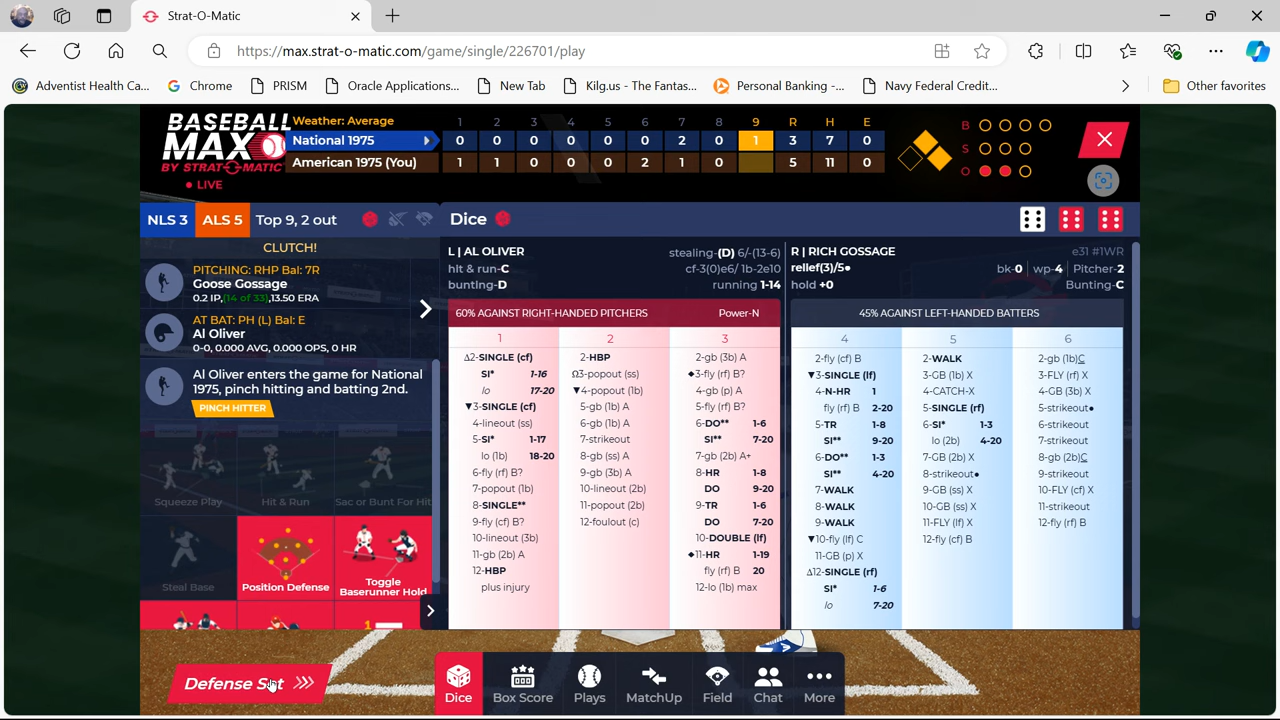 Strat-O-Matic
https://max.strat-o-matic.com/game/single/226701/play
Adventist Health Ca... Chrome PRISM Oracle Applications... New Tab Kilg.us - The Fantas... Personal Banking -... Navy Federal Credit... Other favorites
BASEBALL
MAX
BY STRAT-O-MATIC
• LIVE
Weather: Average 1 2 3 4 5 6 7 8 9 R H E
National 1975 0 0 0 0 0 0 2 0 1 3 7 0
American 1975 (You) 1 1 0 0 0 2 1 0 5 11 0
B
S
O
NLS 3 ALS 5 Top 9, 2 out
CLUTCH!
PITCHING: RHP Bal: 7R
Goose Gossage
0.2 IP,[14 of 33],13.50 ERA
AT BAT: PH (L) Bal: E
Al Oliver
0-0, 0.000 AVG, 0.000 OPS, 0 HR
Al Oliver enters the game for National
1975, pinch hitting and batting 2nd.
PINCH HITTER
Squeeze Play Hit & Run Sac or Bunt For Hit
Steal Base Position Defense Toggle
Baserunner Hold
Defense Set
Dice
L | AL OLIVER stealing-(D) 6/-(13-6)
hit & run-C cf-3(0)e6/ 1b-2e10
bunting-D running 1-14
60% AGAINST RIGHT-HANDED PITCHERS Power-N
1
Δ2-SINGLE (cf)
SI* 1-16
lo 17-20
▼3-SINGLE (cf)
4-lineout (ss)
5-SI* 1-17
lo (1b) 18-20
6-fly (rf) B?
7-popout (1b)
8-SINGLE**
9-fly (cf) B?
10-lineout (3b)
11-gb (2b) A
12-HBP
plus injury
2
2-HBP
Ω3-popout (ss)
▼4-popout (1b)
5-gb (1b) A
6-gb (1b) A
7-strikeout
8-gb (ss) A
9-gb (3b) A
10-lineout (2b)
11-popout (2b)
12-foulout (c)
3
2-gb (3b) A
◆3-fly (rf) B?
4-gb (p) A
5-fly (rf) B?
6-DO** 1-6
SI** 7-20
7-gb (2b) A+
8-HR 1-8
DO 9-20
9-TR 1-6
DO 7-20
10-DOUBLE (lf)
◆11-HR 1-19
fly (rf) B 20
12-lo (1b) max
R | RICH GOSSAGE e31 #1WR
relief(3)/5● bk-0 wp-4 Pitcher-2
hold +0 Bunting-C
45% AGAINST LEFT-HANDED BATTERS
4
2-fly (cf) B
▼3-SINGLE (lf)
4-N-HR 1
fly (rf) B 2-20
5-TR 1-8
SI** 9-20
6-DO** 1-3
SI** 4-20
7-WALK
8-WALK
9-WALK
▼10-fly (lf) C
11-GB (p) X
Δ12-SINGLE (rf)
SI* 1-6
lo 7-20
5
2-WALK
3-GB (1b) X
4-CATCH-X
5-SINGLE (rf)
6-SI* 1-3
lo (2b) 4-20
7-GB (2b) X
8-strikeout●
9-GB (ss) X
10-GB (ss) X
11-FLY (lf) X
12-fly (cf) B
6
2-gb (1b)C
3-FLY (rf) X
4-GB (3b) X
5-strikeout●
6-strikeout
7-strikeout
8-gb (2b)C
9-strikeout
10-FLY (cf) X
11-strikeout
12-fly (rf) B
Dice Box Score Plays MatchUp Field Chat More